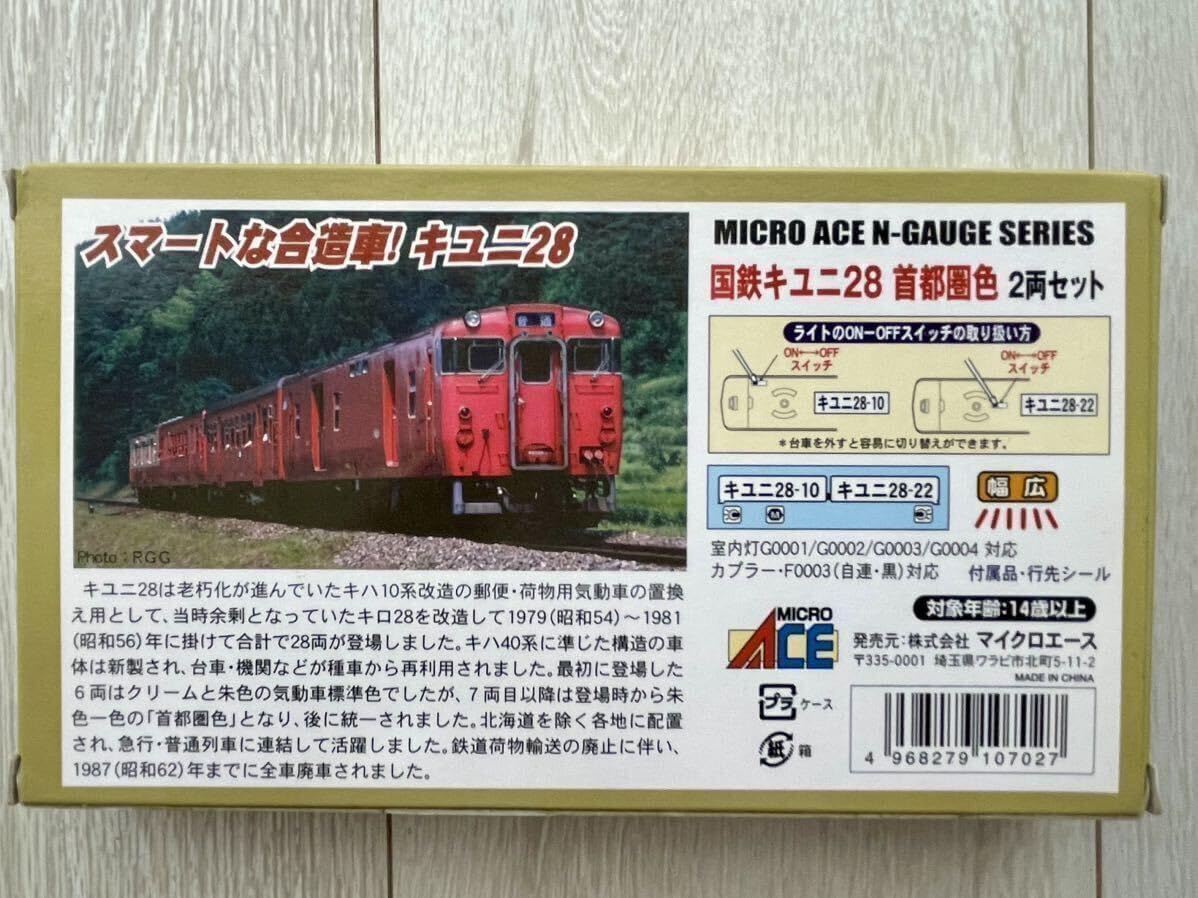 スマートな合造車! キユニ28
Photo：RGG
キユニ28は老朽化が進んでいたキハ10系改造の郵便・荷物用気動車の置換
え用として、当時余剰となっていたキロ28を改造して1979(昭和54)～1981
(昭和56)年に掛けて合計で28両が登場しました。キハ40系に準じた構造の車
体は新製され、台車・機関などが種車から再利用されました。最初に登場した
6両はクリームと朱色の気動車標準色でしたが、7両目以降は登場時から朱
色一色の「首都圏色」となり、後に統一されました。北海道を除く各地に配置
され、急行・普通列車に連結して活躍しました。鉄道荷物輸送の廃止に伴い、
1987(昭和62)年までに全車廃車されました。
MICRO ACE N-GAUGE SERIES
国鉄キユニ28 首都圏色 2両セット
ライトのON－OFFスイッチの取り扱い方
ON←→OFF
スイッチ
キユニ28-10
ON←→OFF
スイッチ
キユニ28-22
＊台車を外すと容易に切り替えができます。
キユニ28-10 キユニ28-22
M
幅広
室内灯G0001/G0002/G0003/G0004 対応
カプラー・F0003(自連・黒)対応 付属品・行先シール
対象年齢:14歳以上
MICRO
ACE
発売元：株式会社 マイクロエース
〒335-0001 埼玉県ワラビ市北町5-11-2
MADE IN CHINA
プラ ケース
紙 箱
4 968279 107027
普通